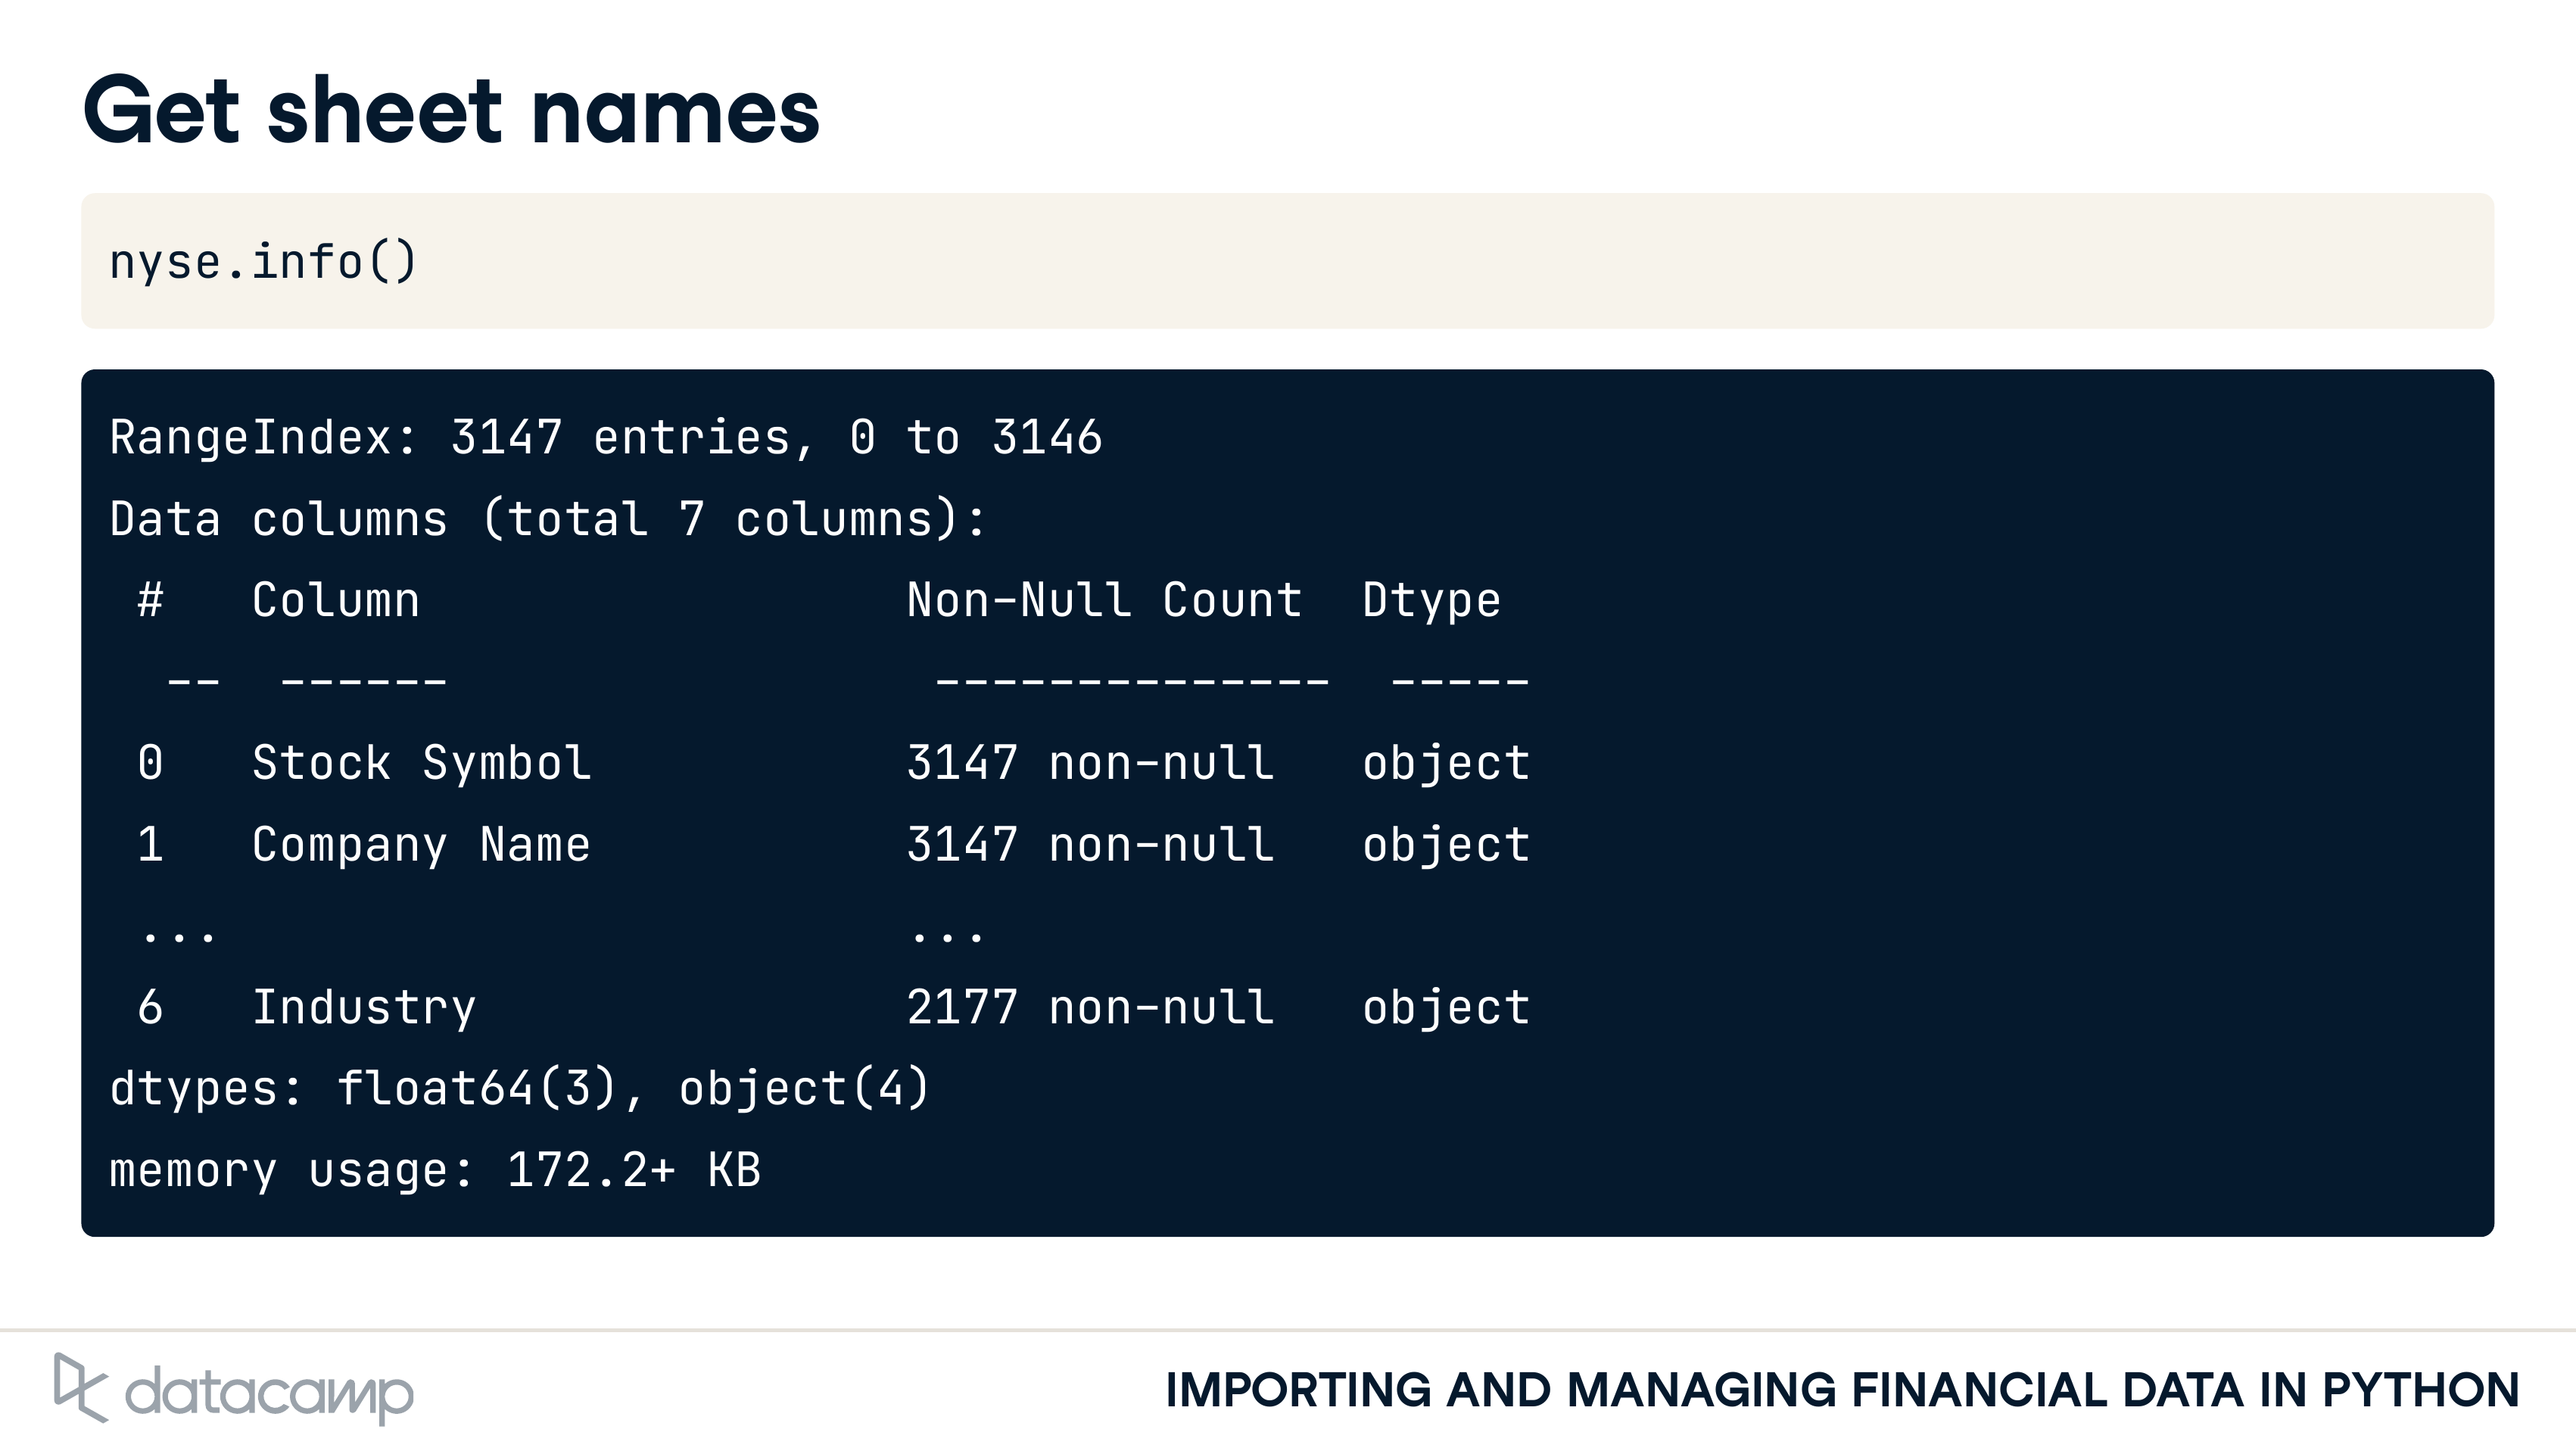 Get sheet names
nyse.info()
RangeIndex: 3147 entries, 0 to 3146
Data columns (total 7 columns):
 #   Column                 Non-Null Count  Dtype
  --  ------                 --------------  -----
 0   Stock Symbol           3147 non-null   object
 1   Company Name           3147 non-null   object
 ...                        ...
 6   Industry               2177 non-null   object
dtypes: float64(3), object(4)
memory usage: 172.2+ KB
datacamp
IMPORTING AND MANAGING FINANCIAL DATA IN PYTHON